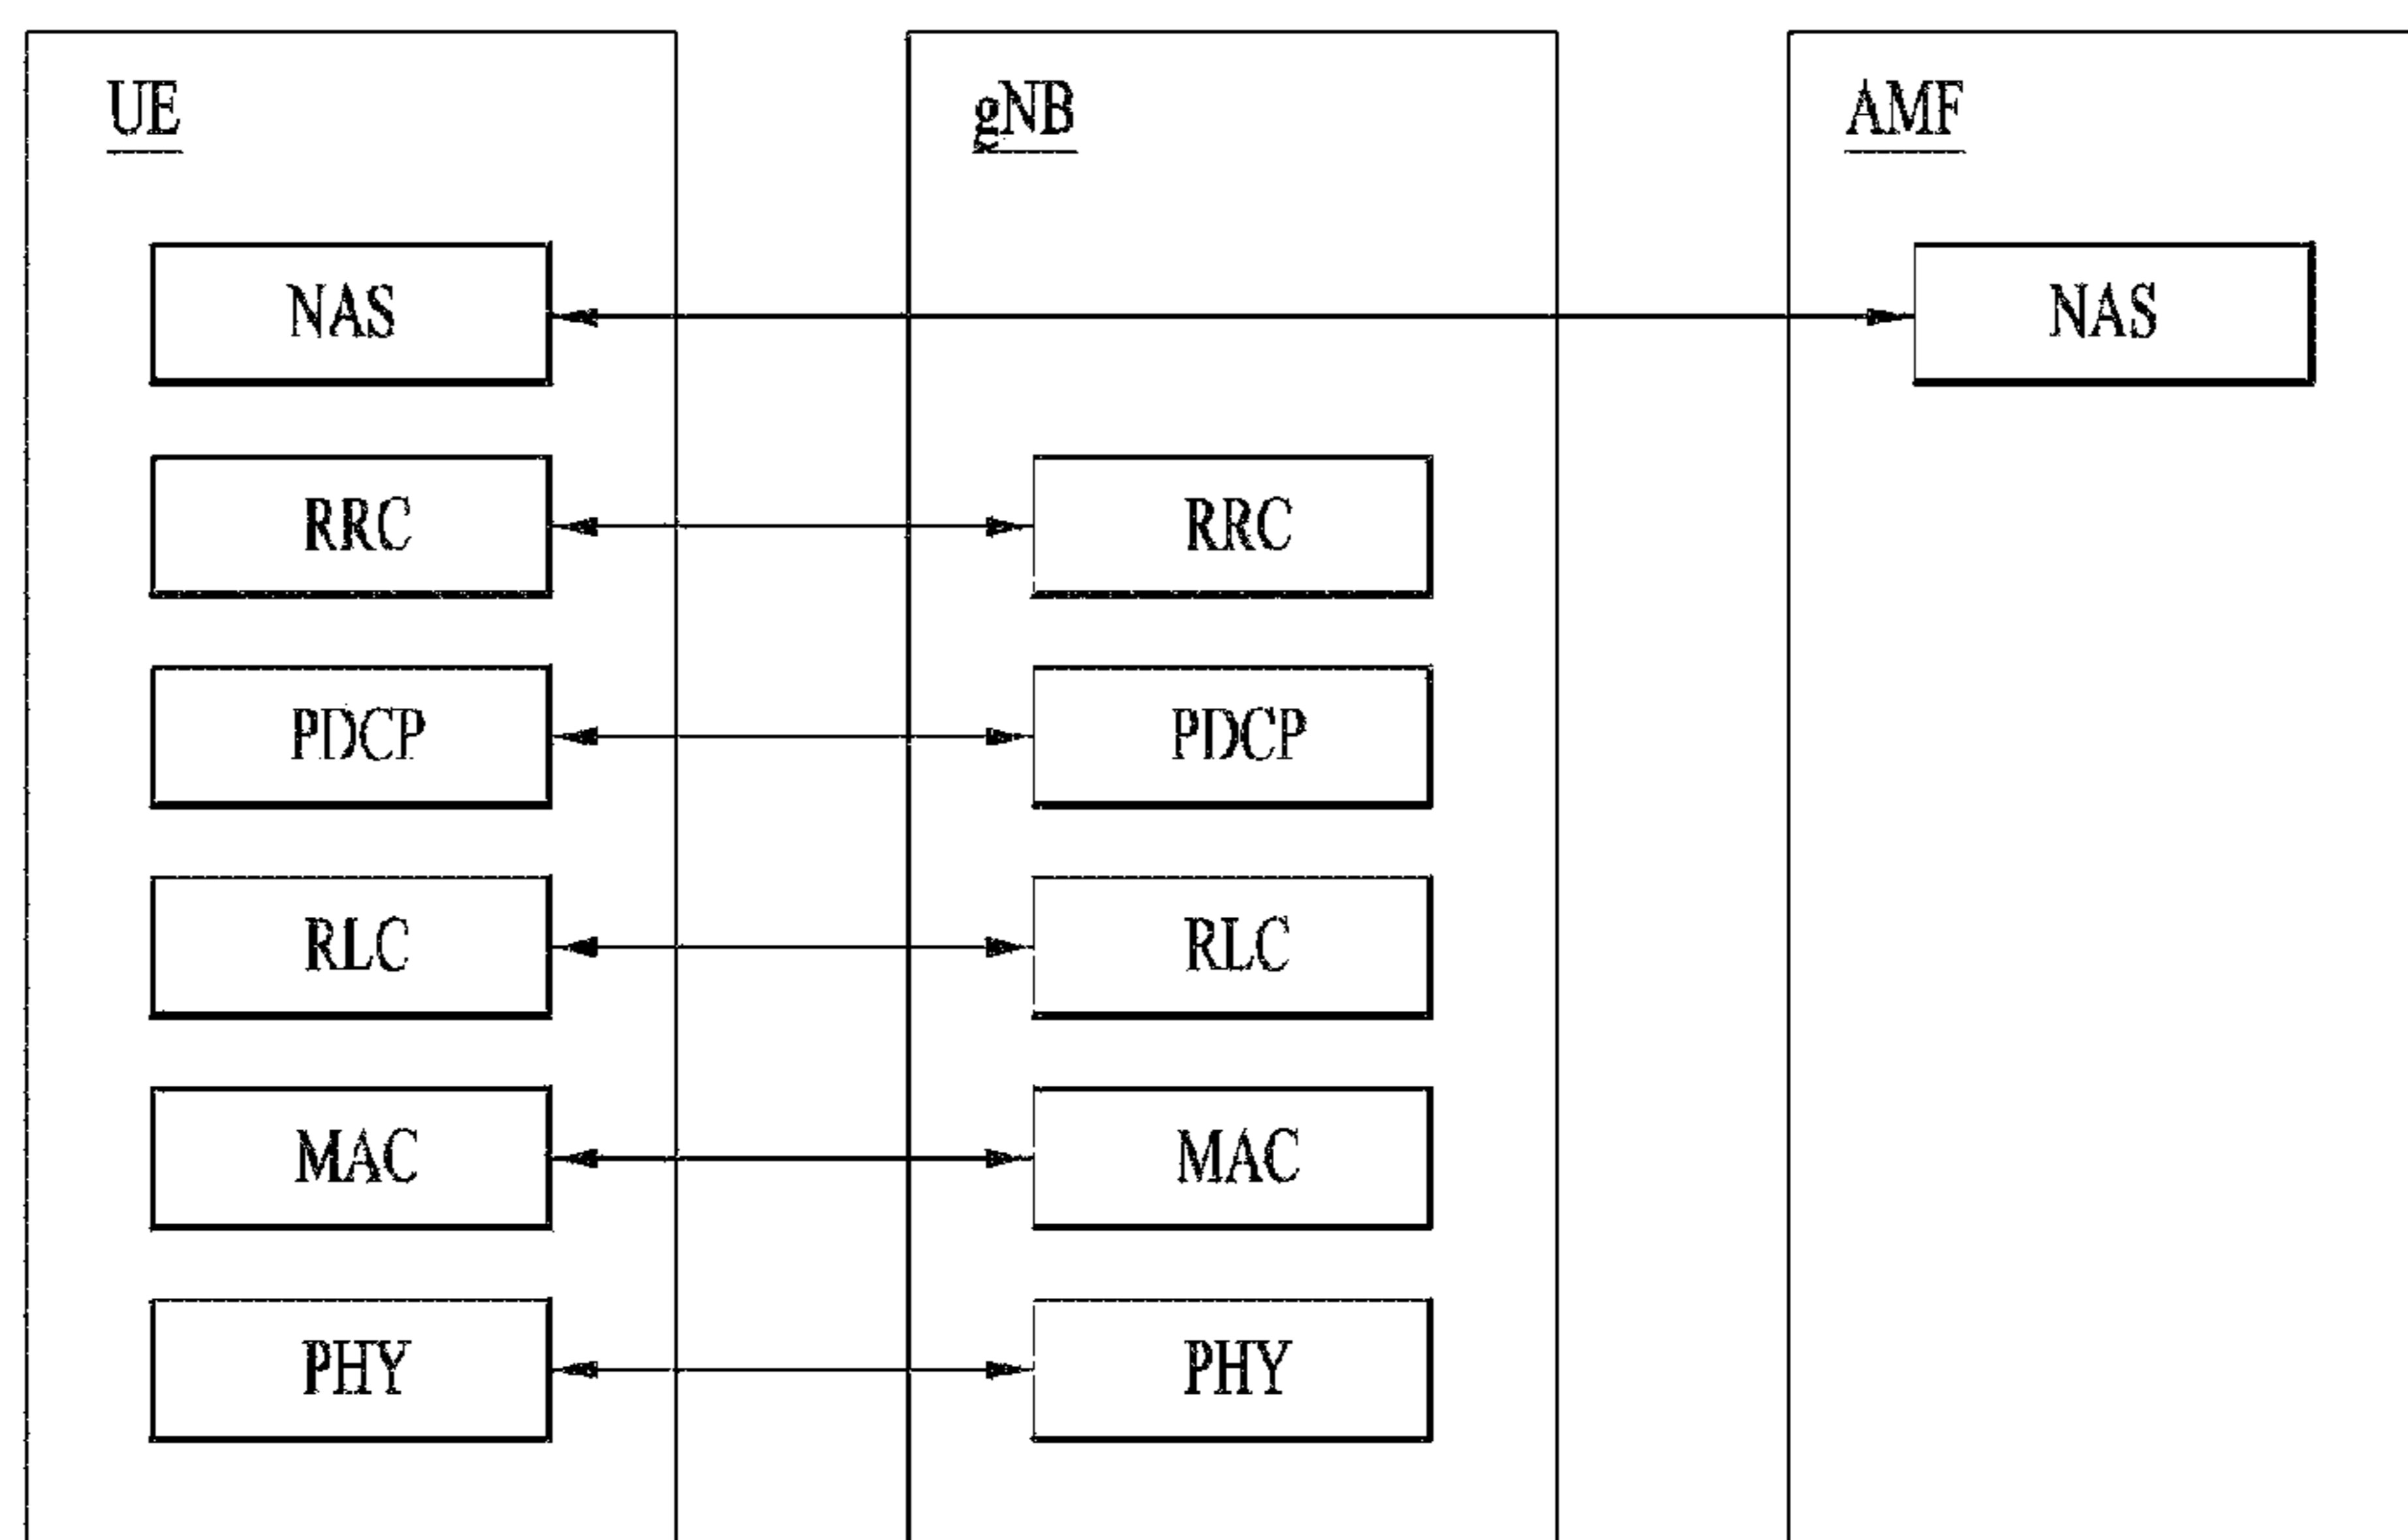 UE gNB AMF
NAS NAS
RRC RRC
PDCP PDCP
RLC RLC
MAC MAC
PHY PHY